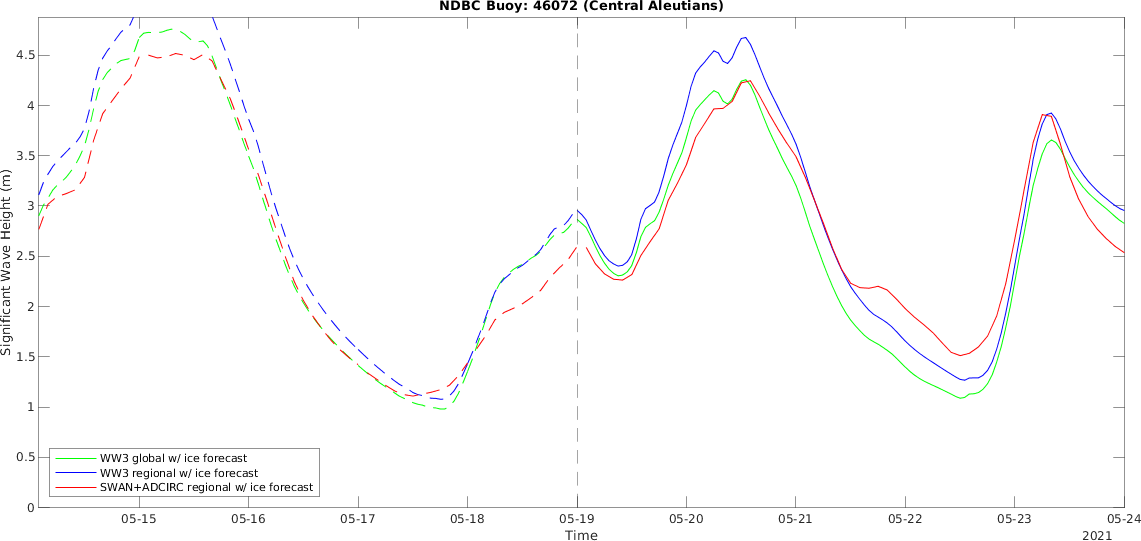 NDBC Buoy: 46072 (Central Aleutians)
Significant Wave Height (m)
4.5
4
3.5
3
2.5
2
1.5
1
0.5
0
WW3 global w/ ice forecast
WW3 regional w/ ice forecast
SWAN+ADCIRC regional w/ ice forecast
05-15 05-16 05-17 05-18 05-19 05-20 05-21 05-22 05-23 05-24
Time
2021